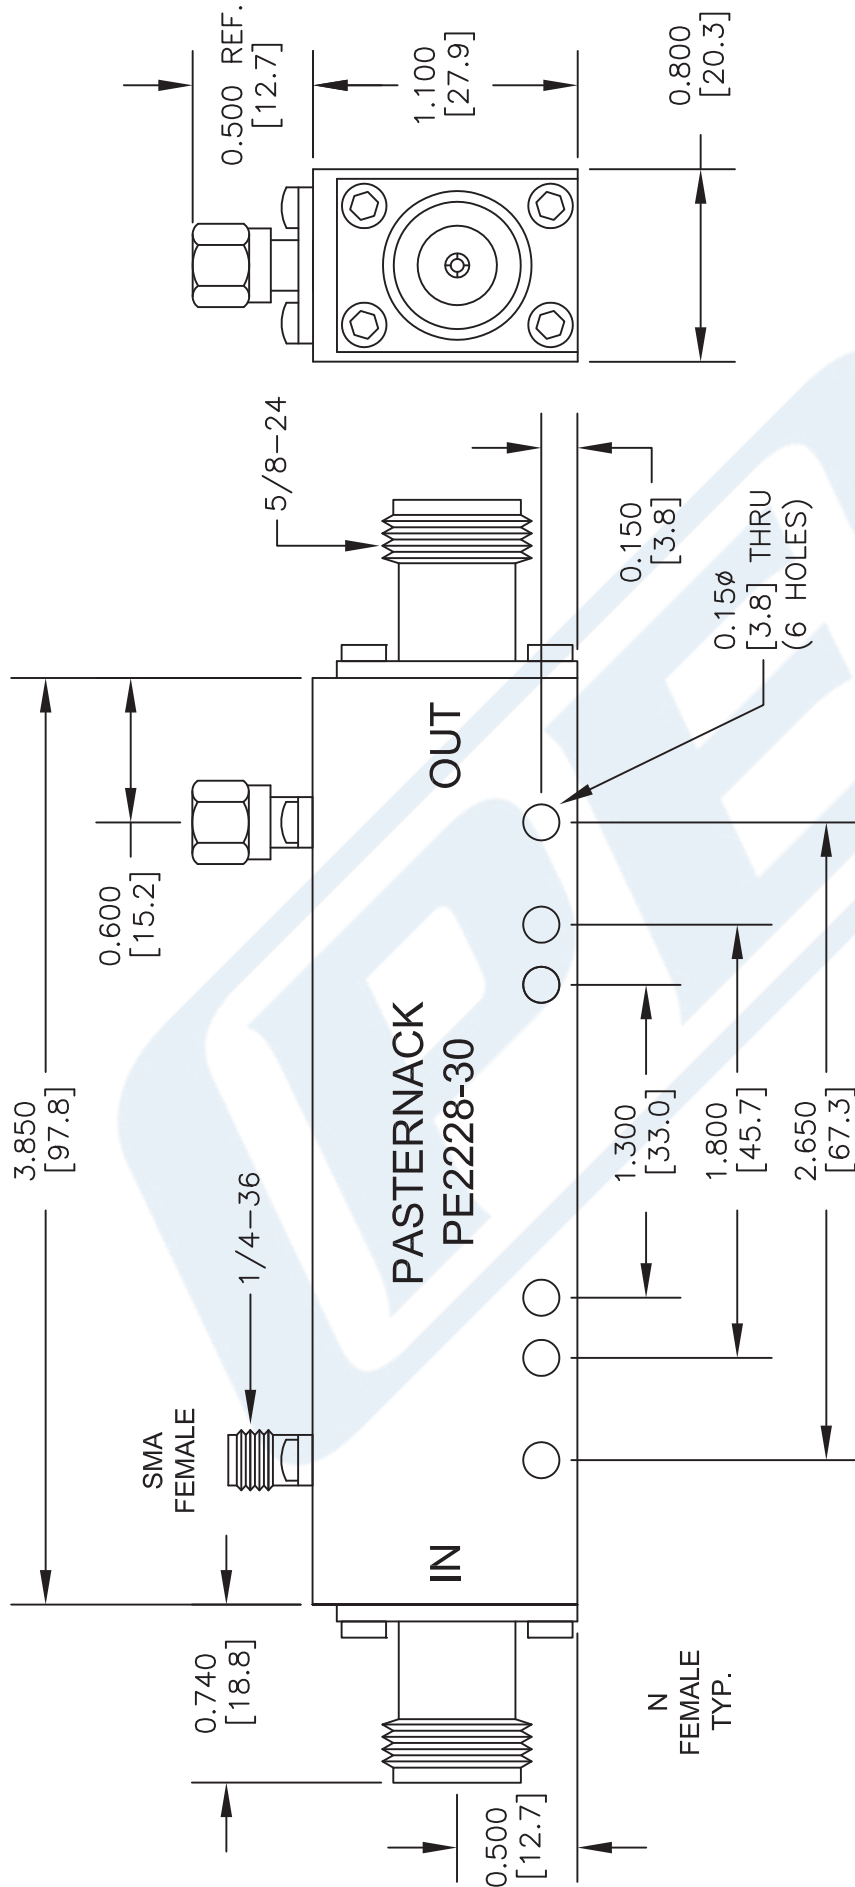 3.850
[97.8]
0.600
[15.2]
0.740
[18.8]
SMA
FEMALE
1/4-36
5/8-24
0.500 REF.
[12.7]
1.100
[27.9]
0.800
[20.3]
IN
PASTERNACK
PE2228-30
OUT
0.500
[12.7]
N
FEMALE
TYP.
1.300
[33.0]
1.800
[45.7]
2.650
[67.3]
0.150
[3.8]
0.15ø
[3.8] THRU
(6 HOLES)
PE